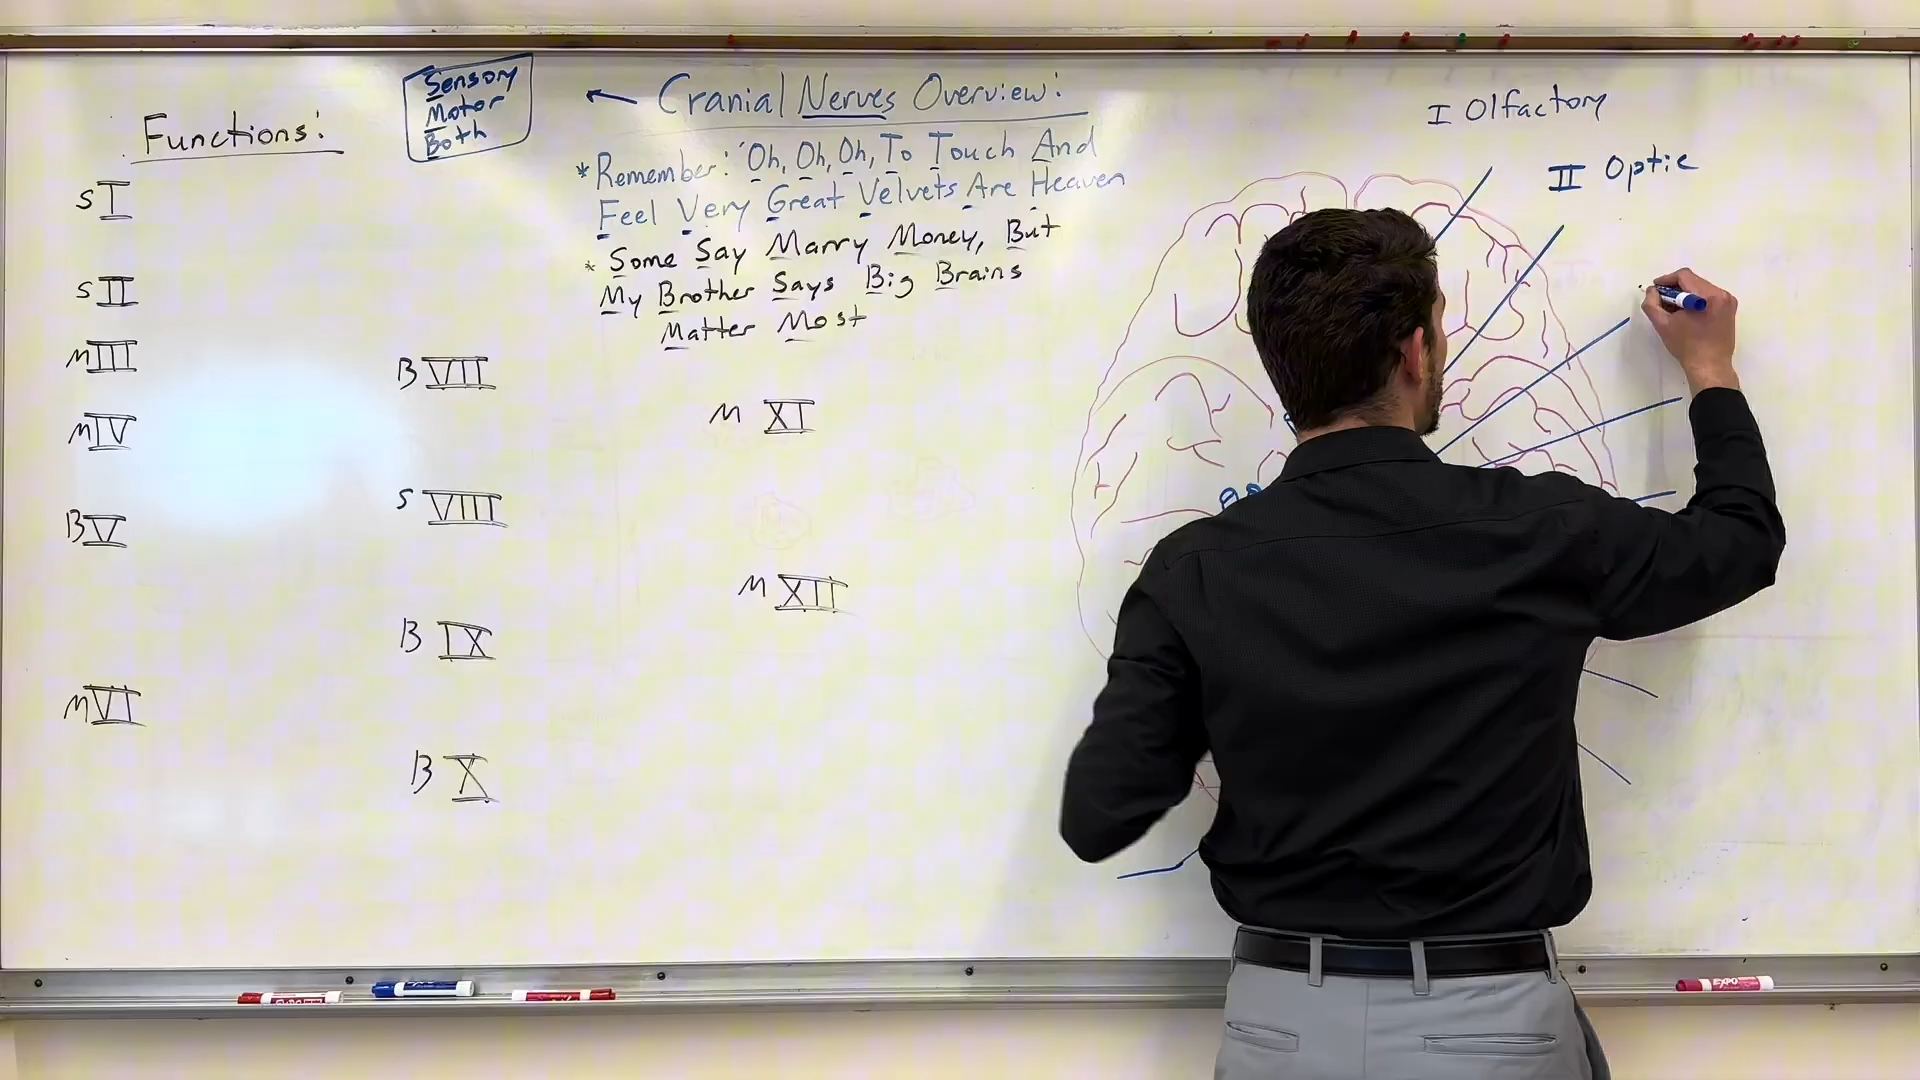 Functions:
Sensory
Motor
Both
← Cranial Nerves Overview:
*Remember: "Oh, Oh, Oh, To Touch And
Feel Very Great Velvets Are Heaven
* Some Say Marry Money, But
My Brother Says Big Brains
Matter Most
S I
S II
M III
M IV
B V
M VI
B VII
S VIII
B IX
B X
M XI
M XII
I Olfactory
II Optic
EXPO
EXPO